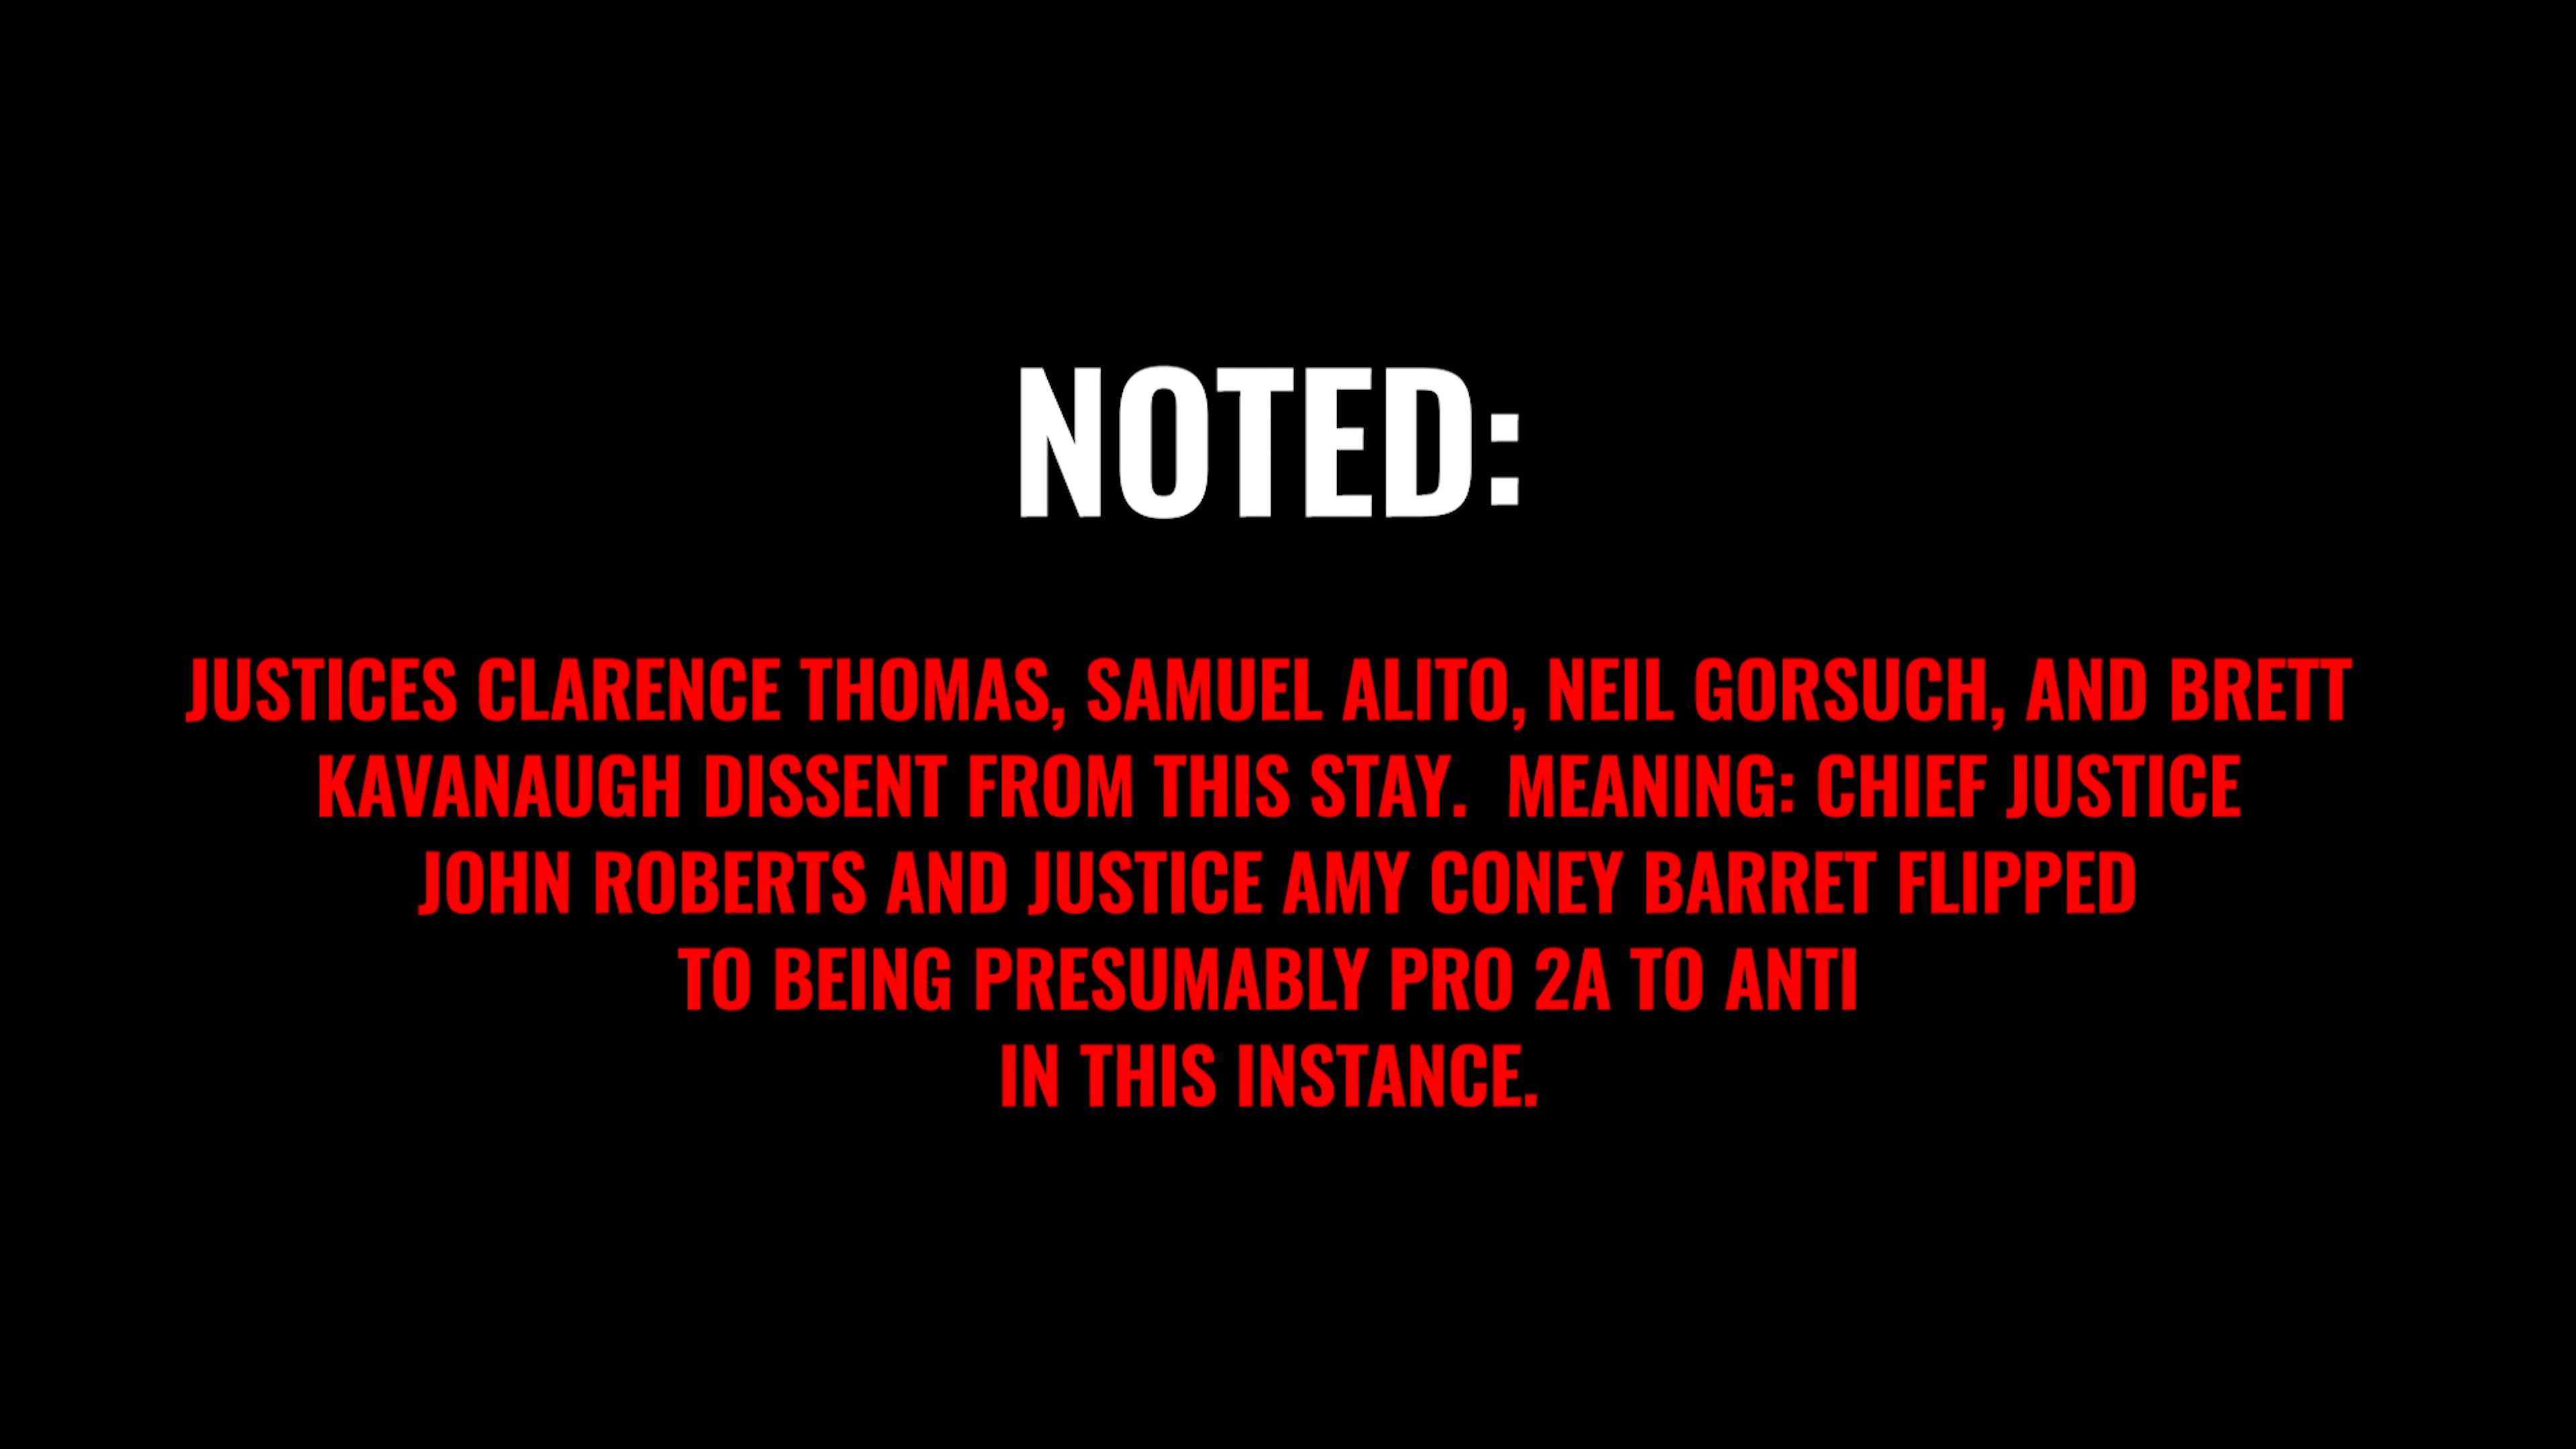 NOTED:
JUSTICES CLARENCE THOMAS, SAMUEL ALITO, NEIL GORSUCH, AND BRETT
KAVANAUGH DISSENT FROM THIS STAY.  MEANING: CHIEF JUSTICE
JOHN ROBERTS AND JUSTICE AMY CONEY BARRET FLIPPED
TO BEING PRESUMABLY PRO 2A TO ANTI
IN THIS INSTANCE.